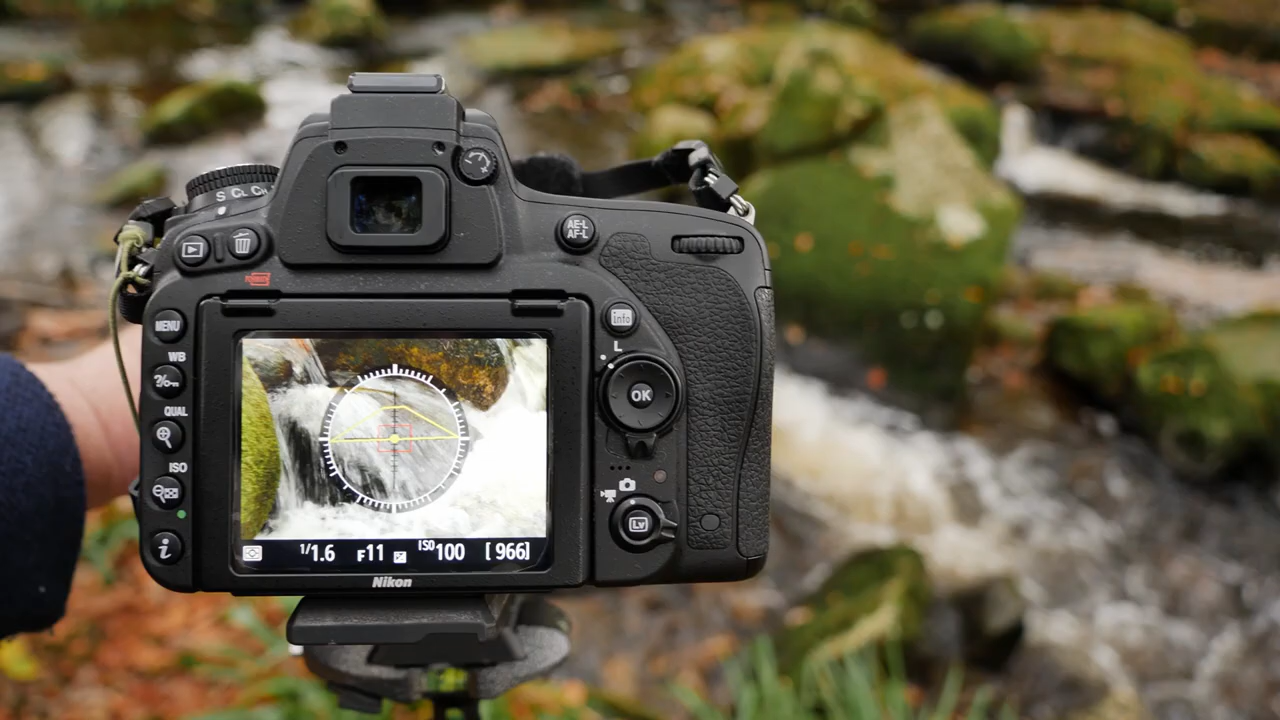 S CL CH
AE-L
AF-L
info
MENU
WB
L
QUAL
OK
ISO
Lv
i
1/1.6 F11 ISO100 [966]
Nikon